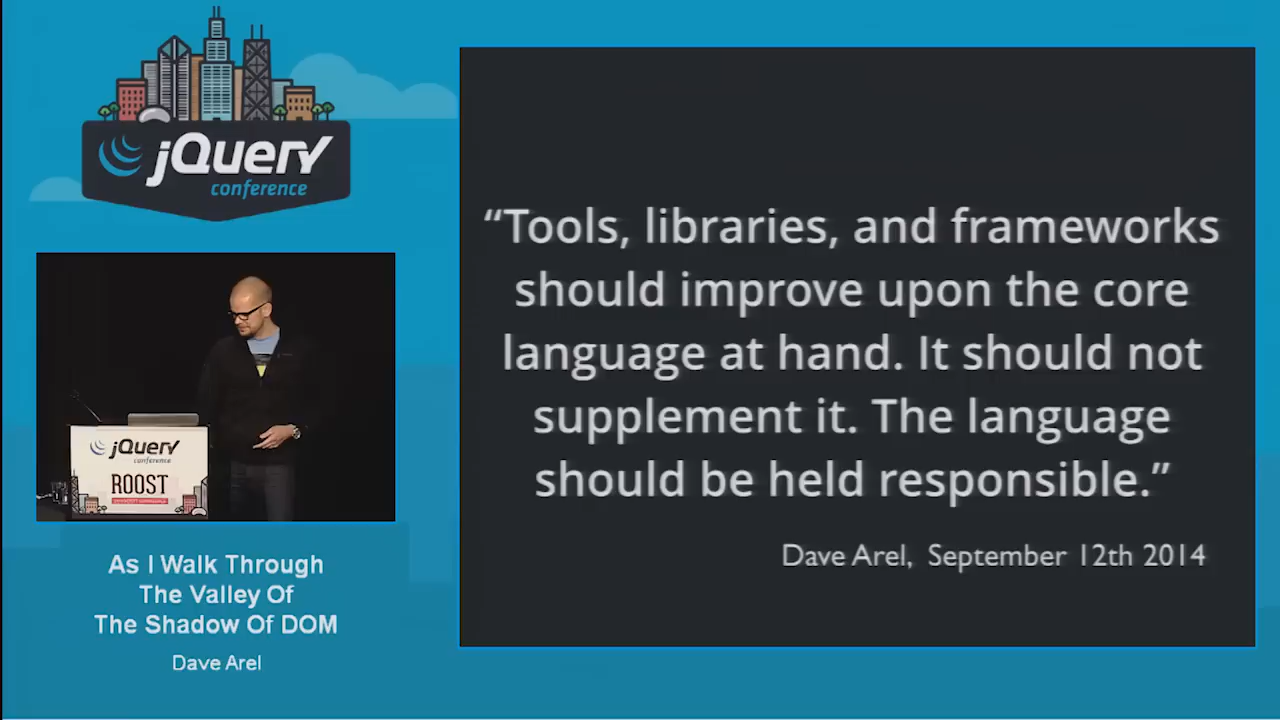 jQuery
conference
jQuery
conference
ROOST
As I Walk Through
The Valley Of
The Shadow Of DOM
Dave Arel
“Tools, libraries, and frameworks
should improve upon the core
language at hand. It should not
supplement it. The language
should be held responsible.”
Dave Arel, September 12th 2014